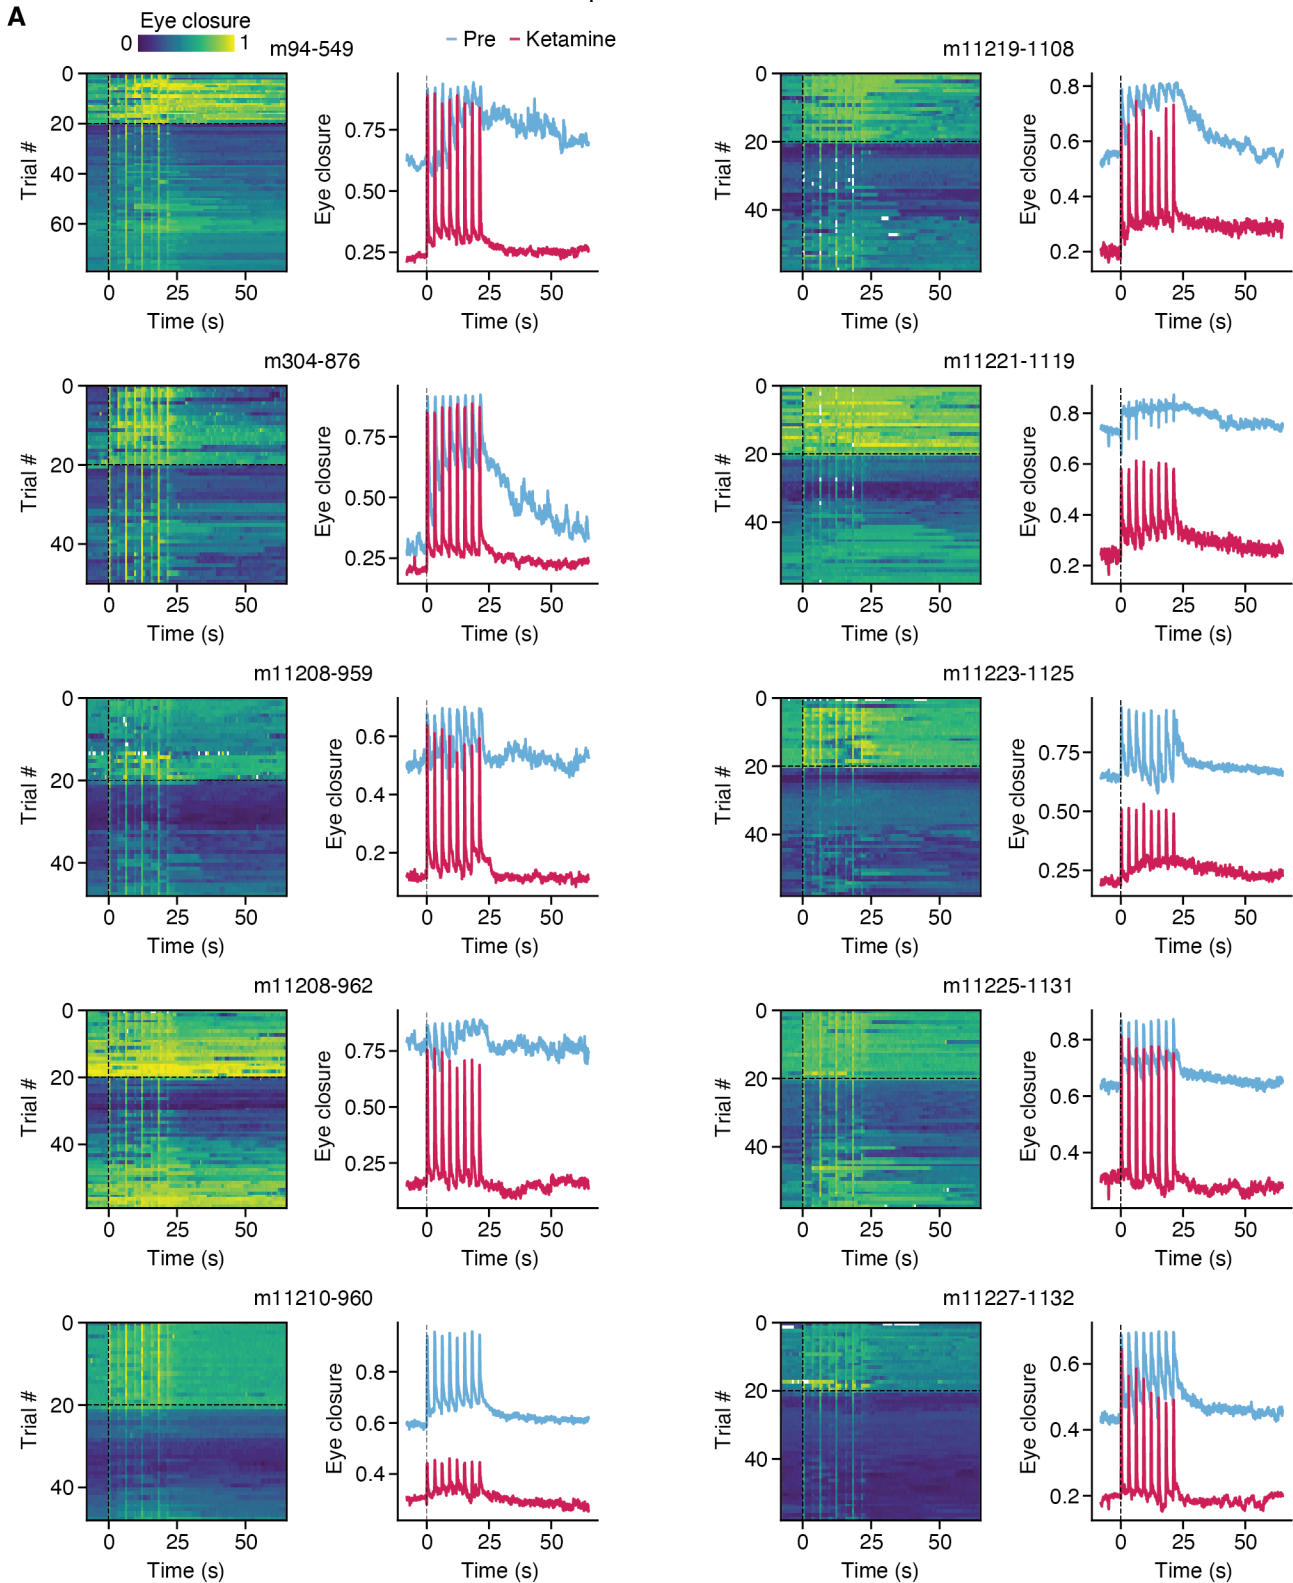 A
Eye closure
0 1
m94-549
Pre Ketamine
m11219-1108
0
20
40
60
Trial #
0 25 50
Time (s)
0.75
0.50
0.25
Eye closure
0 25 50
Time (s)
0
20
40
Trial #
0 25 50
Time (s)
0.8
0.6
0.4
0.2
Eye closure
0 25 50
Time (s)
m304-876
m11221-1119
0
20
40
Trial #
0 25 50
Time (s)
0.75
0.50
0.25
Eye closure
0 25 50
Time (s)
0
20
40
Trial #
0 25 50
Time (s)
0.8
0.6
0.4
0.2
Eye closure
0 25 50
Time (s)
m11208-959
m11223-1125
0
20
40
Trial #
0 25 50
Time (s)
0.6
0.4
0.2
Eye closure
0 25 50
Time (s)
0
20
40
Trial #
0 25 50
Time (s)
0.75
0.50
0.25
Eye closure
0 25 50
Time (s)
m11208-962
m11225-1131
0
20
40
Trial #
0 25 50
Time (s)
0.75
0.50
0.25
Eye closure
0 25 50
Time (s)
0
20
40
Trial #
0 25 50
Time (s)
0.8
0.6
0.4
Eye closure
0 25 50
Time (s)
m11210-960
m11227-1132
0
20
40
Trial #
0 25 50
Time (s)
0.8
0.6
0.4
Eye closure
0 25 50
Time (s)
0
20
40
Trial #
0 25 50
Time (s)
0.6
0.4
0.2
Eye closure
0 25 50
Time (s)